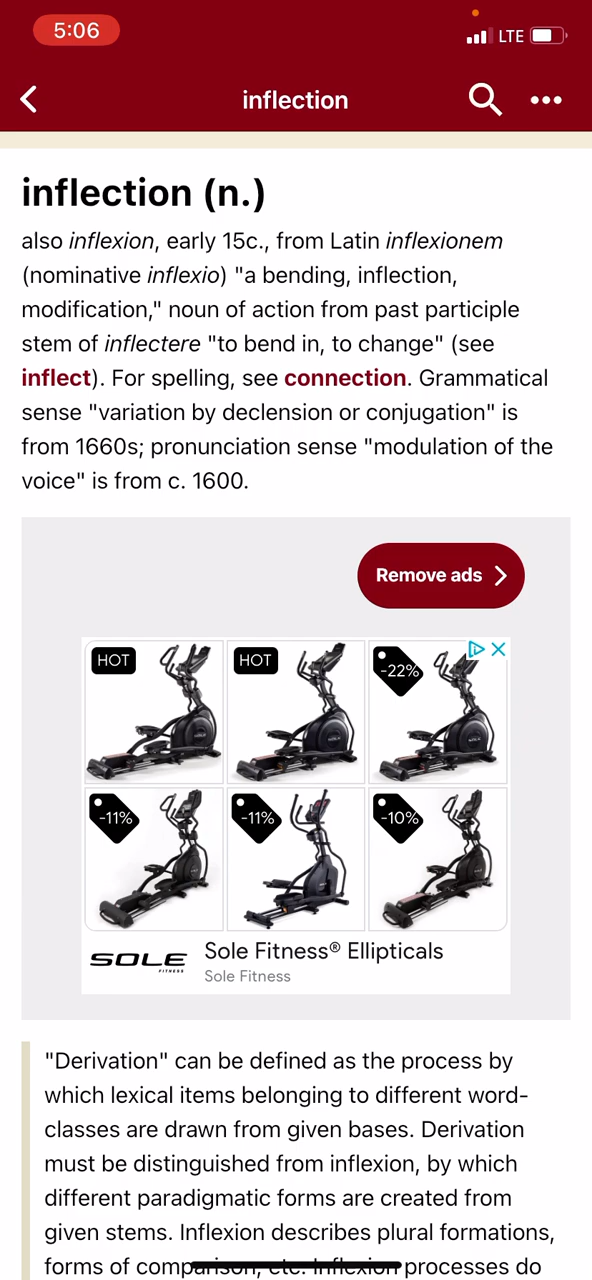 5:06
LTE
inflection
inflection (n.)
also inflexion, early 15c., from Latin inflexionem
(nominative inflexio) "a bending, inflection,
modification," noun of action from past participle
stem of inflectere "to bend in, to change" (see
inflect). For spelling, see connection. Grammatical
sense "variation by declension or conjugation" is
from 1660s; pronunciation sense "modulation of the
voice" is from c. 1600.
Remove ads
HOT
HOT
-22%
-11%
-11%
-10%
SOLE
FITNESS
Sole Fitness® Ellipticals
Sole Fitness
"Derivation" can be defined as the process by
which lexical items belonging to different word-
classes are drawn from given bases. Derivation
must be distinguished from inflexion, by which
different paradigmatic forms are created from
given stems. Inflexion describes plural formations,
forms of comparison, etc. Inflexion processes do